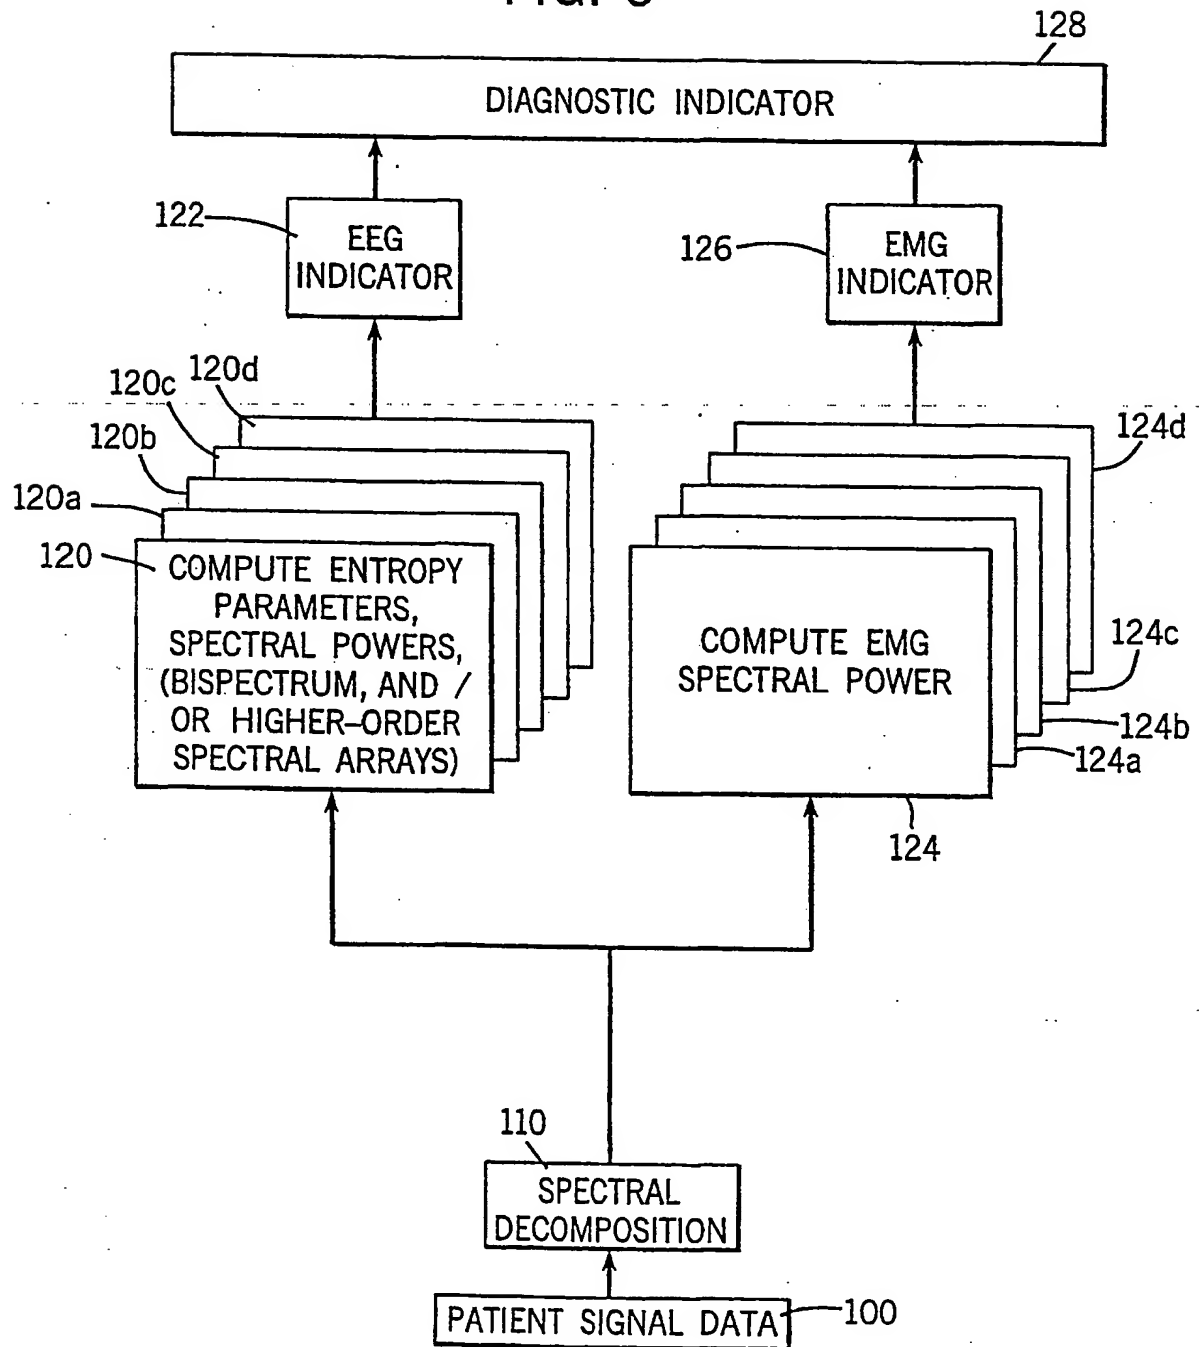 128
DIAGNOSTIC INDICATOR
122
EEG
INDICATOR
126
EMG
INDICATOR
120d
120c
120b
120a
120
COMPUTE ENTROPY
PARAMETERS,
SPECTRAL POWERS,
(BISPECTRUM, AND /
OR HIGHER–ORDER
SPECTRAL ARRAYS)
124d
COMPUTE EMG
SPECTRAL POWER
124c
124b
124a
124
110
SPECTRAL
DECOMPOSITION
PATIENT SIGNAL DATA
100